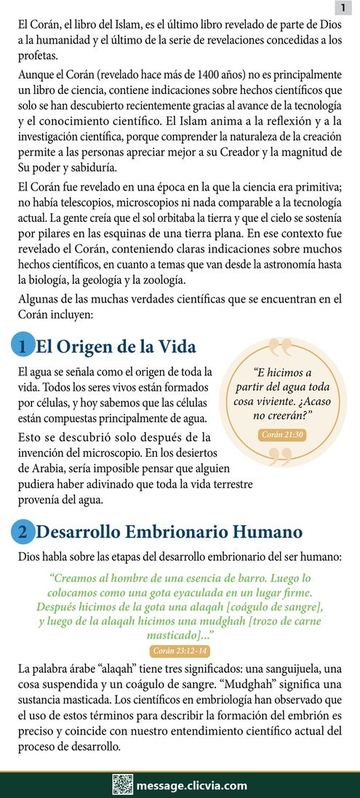 1
El Corán, el libro del Islam, es el último libro revelado de parte de Dios
a la humanidad y el último de la serie de revelaciones concedidas a los
profetas.
Aunque el Corán (revelado hace más de 1400 años) no es principalmente
un libro de ciencia, contiene indicaciones sobre hechos científicos que
solo se han descubierto recientemente gracias al avance de la tecnología
y el conocimiento científico. El Islam anima a la reflexión y a la
investigación científica, porque comprender la naturaleza de la creación
permite a las personas apreciar mejor a su Creador y la magnitud de
Su poder y sabiduría.
El Corán fue revelado en una época en la que la ciencia era primitiva;
no había telescopios, microscopios ni nada comparable a la tecnología
actual. La gente creía que el sol orbitaba la tierra y que el cielo se sostenía
por pilares en las esquinas de una tierra plana. En ese contexto fue
revelado el Corán, conteniendo claras indicaciones sobre muchos
hechos científicos, en cuanto a temas que van desde la astronomía hasta
la biología, la geología y la zoología.
Algunas de las muchas verdades científicas que se encuentran en el
Corán incluyen:
1 El Origen de la Vida
El agua se señala como el origen de toda la
vida. Todos los seres vivos están formados
por células, y hoy sabemos que las células
están compuestas principalmente de agua.
Esto se descubrió solo después de la
invención del microscopio. En los desiertos
de Arabia, sería imposible pensar que alguien
pudiera haber adivinado que toda la vida terrestre
provenía del agua.
“E hicimos a
partir del agua toda
cosa viviente. ¿Acaso
no creerán?”
Corán 21:30
2 Desarrollo Embrionario Humano
Dios habla sobre las etapas del desarrollo embrionario del ser humano:
“Creamos al hombre de una esencia de barro. Luego lo
colocamos como una gota eyaculada en un lugar firme.
Después hicimos de la gota una alaqah [coágulo de sangre],
y luego de la alaqah hicimos una mudghah [trozo de carne
masticado]...”
Corán 23:12-14
La palabra árabe “alaqah” tiene tres significados: una sanguijuela, una
cosa suspendida y un coágulo de sangre. “Mudghah” significa una
sustancia masticada. Los científicos en embriología han observado que
el uso de estos términos para describir la formación del embrión es
preciso y coincide con nuestro entendimiento científico actual del
proceso de desarrollo.
message.clicvia.com